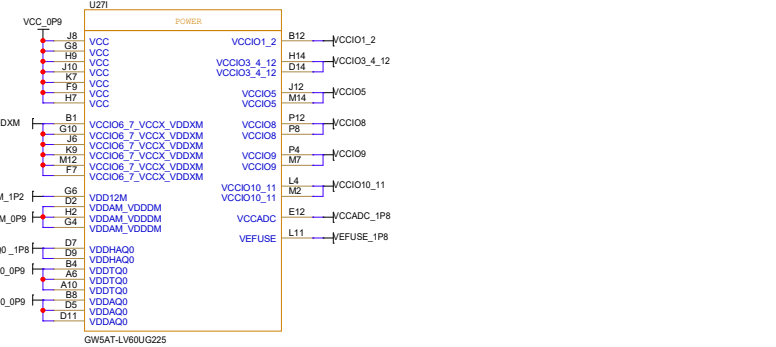 U27I
VCC_0P9
POWER
J8 VCC VCCIO1_2 B12 VCCIO1_2
G8 VCC
H9 VCC VCCIO3_4_12 H14 VCCIO3_4_12
J10 VCC VCCIO3_4_12 D14
K7 VCC
F9 VCC VCCIO5 J12 VCCIO5
H7 VCC VCCIO5 M14
DXM B1 VCCIO6_7_VCCX_VDDXM VCCIO8 P12 VCCIO8
G10 VCCIO6_7_VCCX_VDDXM VCCIO8 P8
J6 VCCIO6_7_VCCX_VDDXM
K9 VCCIO6_7_VCCX_VDDXM VCCIO9 P4 VCCIO9
M12 VCCIO6_7_VCCX_VDDXM VCCIO9 M7
F7 VCCIO6_7_VCCX_VDDXM
VCCIO10_11 L4 VCCIO10_11
M_1P2 G6 VDD12M VCCIO10_11 M2
D2 VDDAM_VDDDM
M_0P9 H2 VDDAM_VDDDM VCCADC E12 VCCADC_1P8
G4 VDDAM_VDDDM
VEFUSE L11 VEFUSE_1P8
0_1P8 D7 VDDHAQ0
D9 VDDHAQ0
0_0P9 B4 VDDTQ0
A6 VDDTQ0
A10 VDDTQ0
0_0P9 B8 VDDAQ0
D5 VDDAQ0
D11 VDDAQ0
GW5AT-LV60UG225